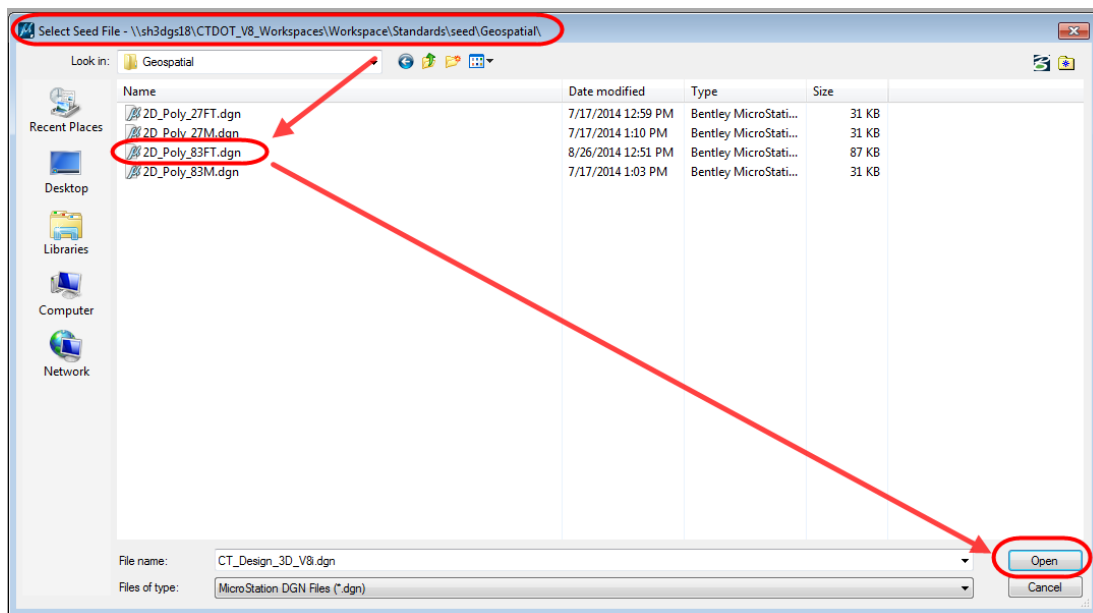 Select Seed File - \\sh3dgs18\CTDOT_V8_Workspaces\Workspace\Standards\seed\Geospatial\
Look in: Geospatial
Name Date modified Type Size
2D_Poly_27FT.dgn 7/17/2014 12:59 PM Bentley MicroStati... 31 KB
2D_Poly_27M.dgn 7/17/2014 1:10 PM Bentley MicroStati... 31 KB
2D_Poly_83FT.dgn 8/26/2014 12:51 PM Bentley MicroStati... 87 KB
2D_Poly_83M.dgn 7/17/2014 1:03 PM Bentley MicroStati... 31 KB
Recent Places
Desktop
Libraries
Computer
Network
File name: CT_Design_3D_V8i.dgn Open
Files of type: MicroStation DGN Files (*.dgn) Cancel